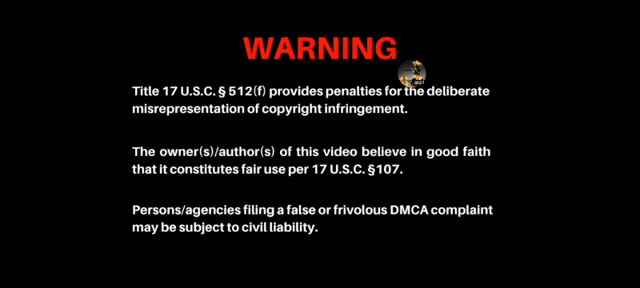 WARNING
Title 17 U.S.C. § 512(f) provides penalties for the deliberate
misrepresentation of copyright infringement.
The owner(s)/author(s) of this video believe in good faith
that it constitutes fair use per 17 U.S.C. §107.
Persons/agencies filing a false or frivolous DMCA complaint
may be subject to civil liability.